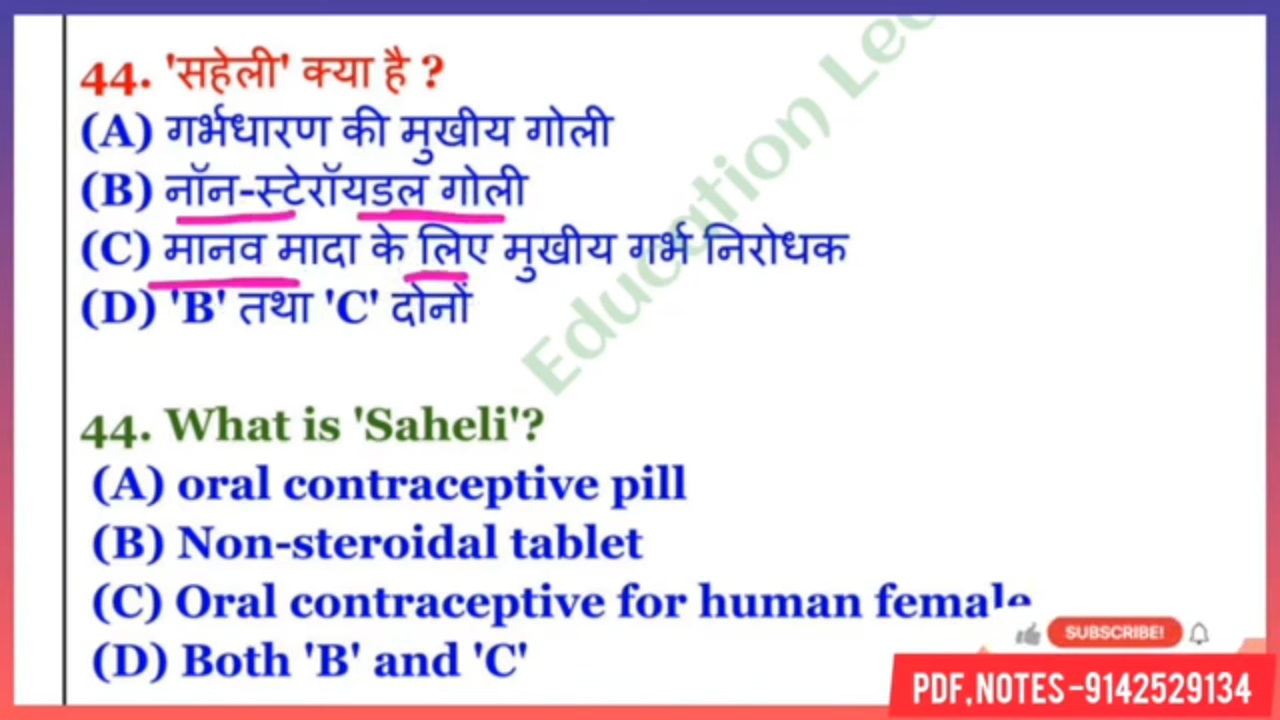 44. 'सहेली' क्या है ?
(A) गर्भधारण की मुखीय गोली
(B) नॉन-स्टेरॉयडल गोली
(C) मानव मादा के लिए मुखीय गर्भ निरोधक
(D) 'B' तथा 'C' दोनों
Education
44. What is 'Saheli'?
(A) oral contraceptive pill
(B) Non-steroidal tablet
(C) Oral contraceptive for human female
(D) Both 'B' and 'C'
SUBSCRIBE!
PDF,NOTES-9142529134